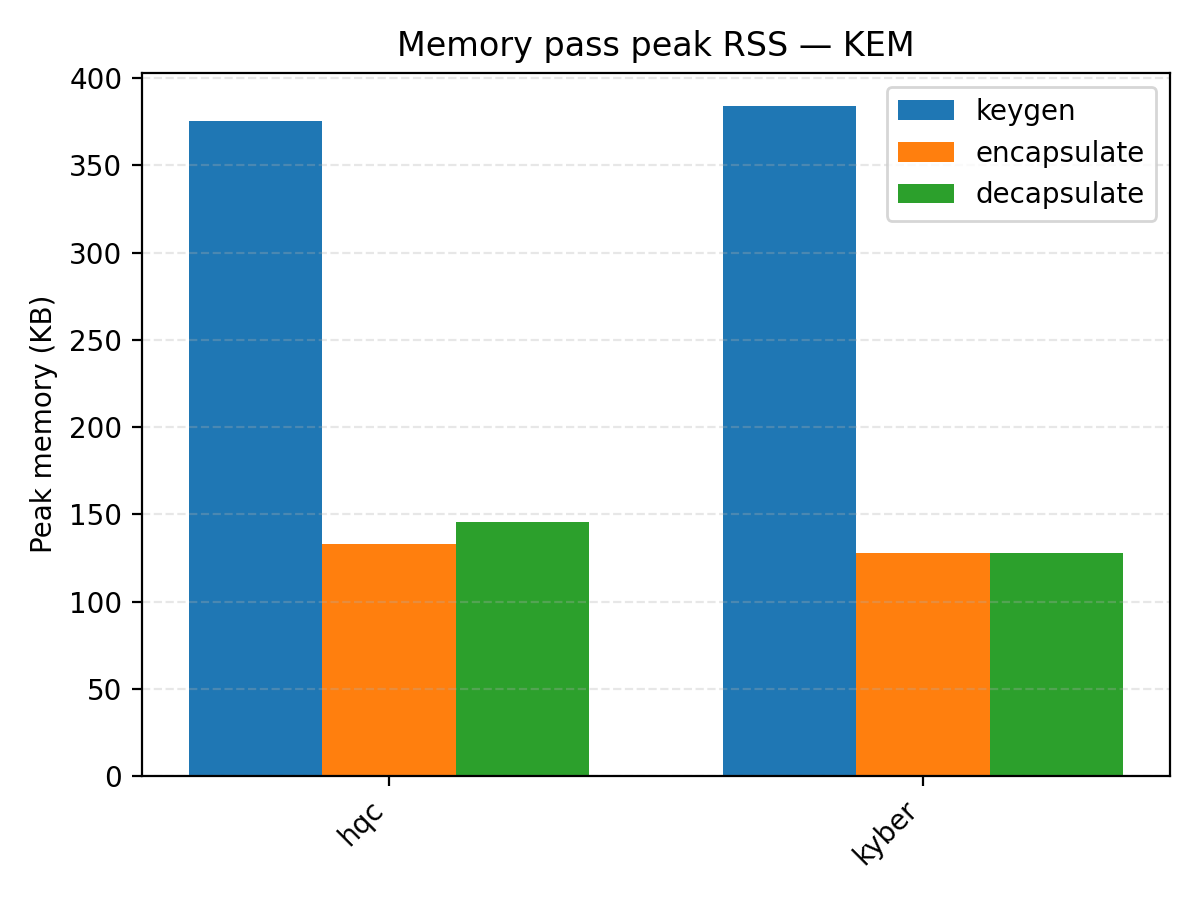 Memory pass peak RSS — KEM
Peak memory (KB)
400
350
300
250
200
150
100
50
0
keygen
encapsulate
decapsulate
hqc
kyber